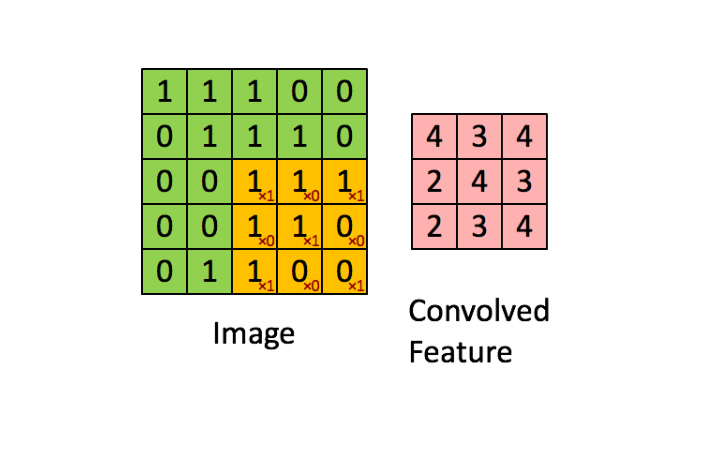 1 1 1 0 0
0 1 1 1 0
0 0 1×1 1×0 1×1
0 0 1×0 1×1 0×0
0 1 1×1 0×0 0×1
Image
4 3 4
2 4 3
2 3 4
Convolved
Feature